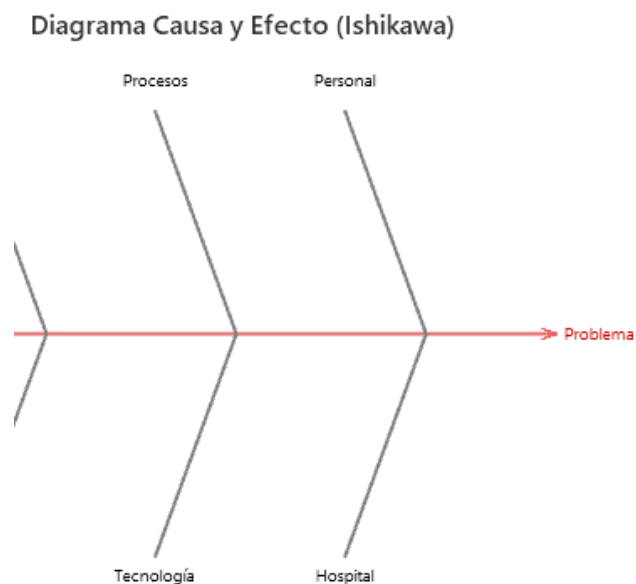 Diagrama Causa y Efecto (Ishikawa)
Procesos
Personal
Problema
Tecnología
Hospital